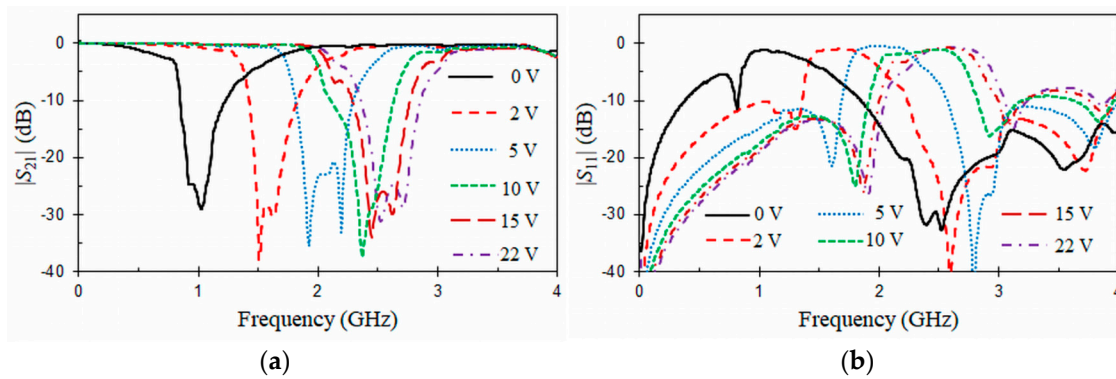 |S21| (dB)
0
-10
-20
-30
-40
0 1 2 3 4
Frequency (GHz)
0 V
2 V
5 V
10 V
15 V
22 V
(a)
|S11| (dB)
0
-10
-20
-30
-40
0 1 2 3 4
Frequency (GHz)
0 V 5 V 15 V
2 V 10 V 22 V
(b)